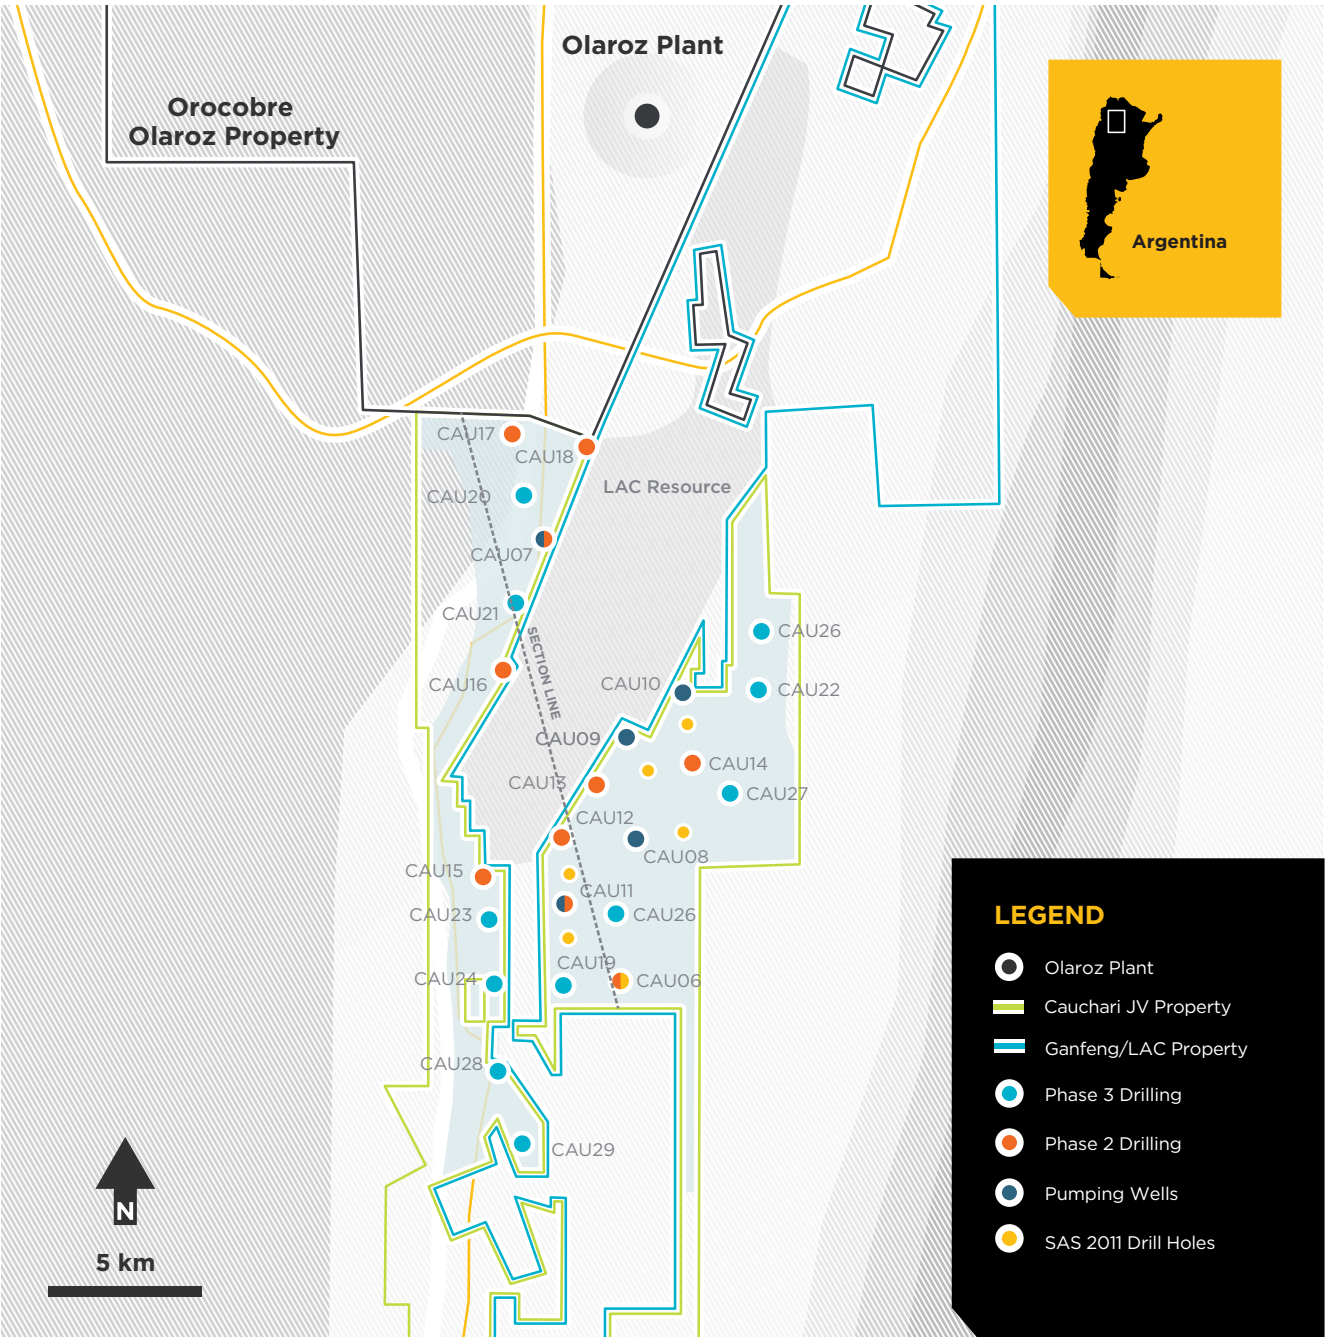 Olaroz Plant
Orocobre
Olaroz Property
Argentina
CAU17
CAU18
LAC Resource
CAU20
CAU07
CAU21
SECTION LINE
CAU26
CAU16
CAU10
CAU22
CAU09
CAU14
CAU13
CAU27
CAU12
CAU08
CAU15
CAU11
CAU23
CAU26
CAU19
CAU24
CAU06
CAU28
CAU29
N
5 km
LEGEND
Olaroz Plant
Cauchari JV Property
Ganfeng/LAC Property
Phase 3 Drilling
Phase 2 Drilling
Pumping Wells
SAS 2011 Drill Holes